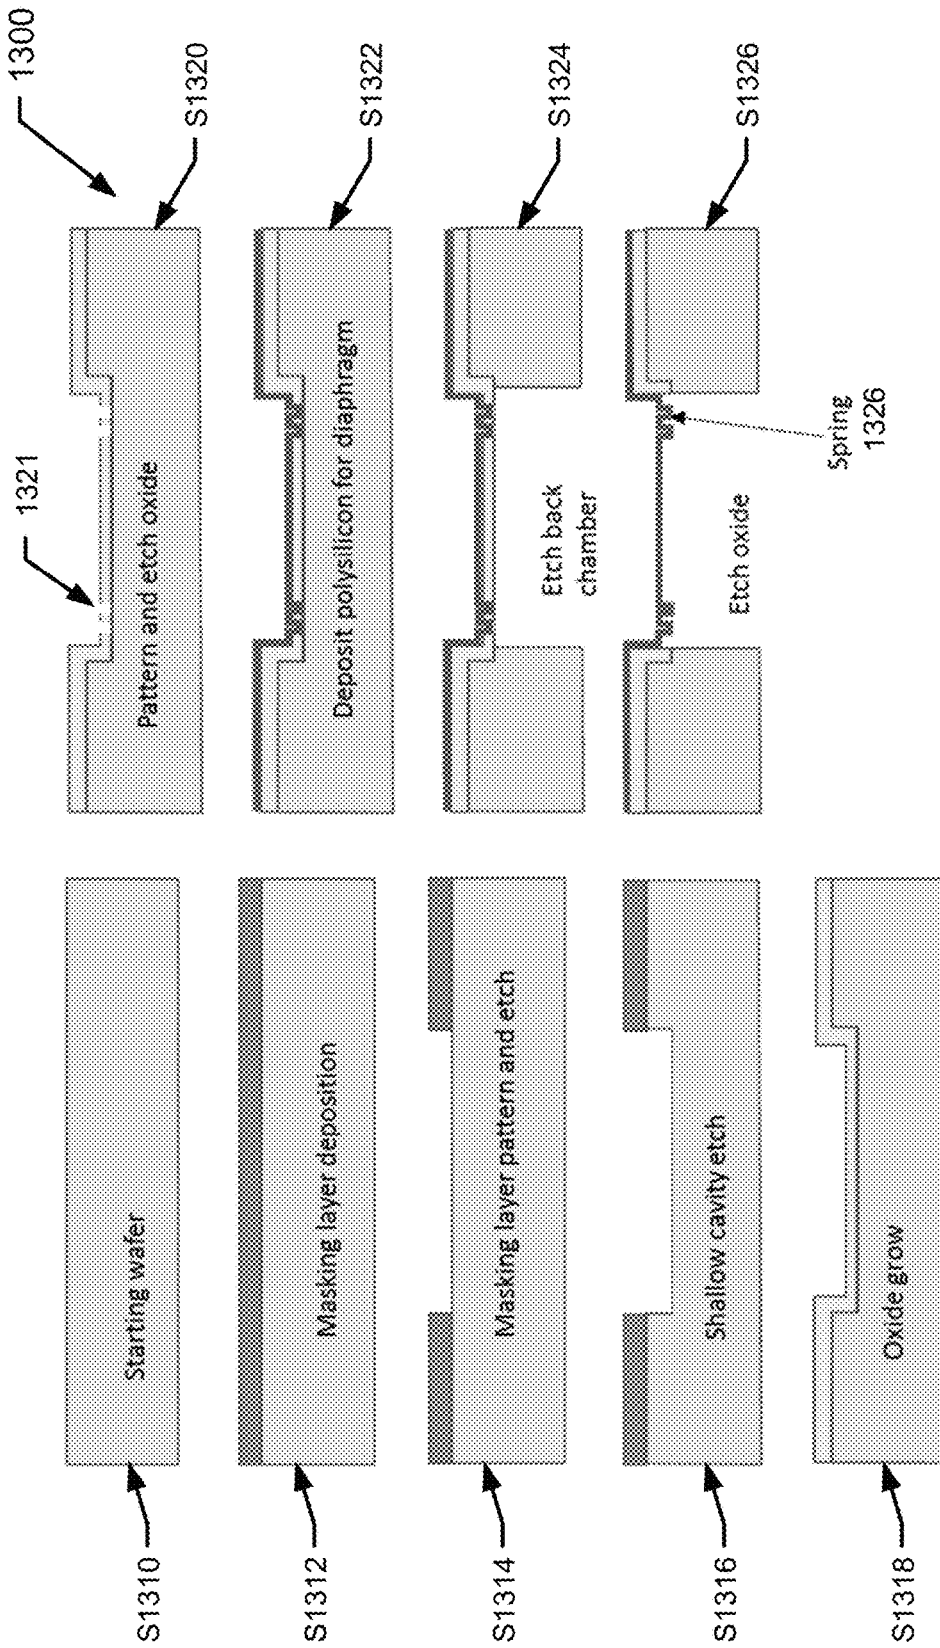 1300
S1310
Starting wafer
S1312
Masking layer deposition
S1314
Masking layer pattern and etch
S1316
Shallow cavity etch
S1318
Oxide grow
1321
S1320
Pattern and etch oxide
S1322
Deposit polysilicon for diaphragm
S1324
Etch back
chamber
S1326
Etch oxide
Spring
1326